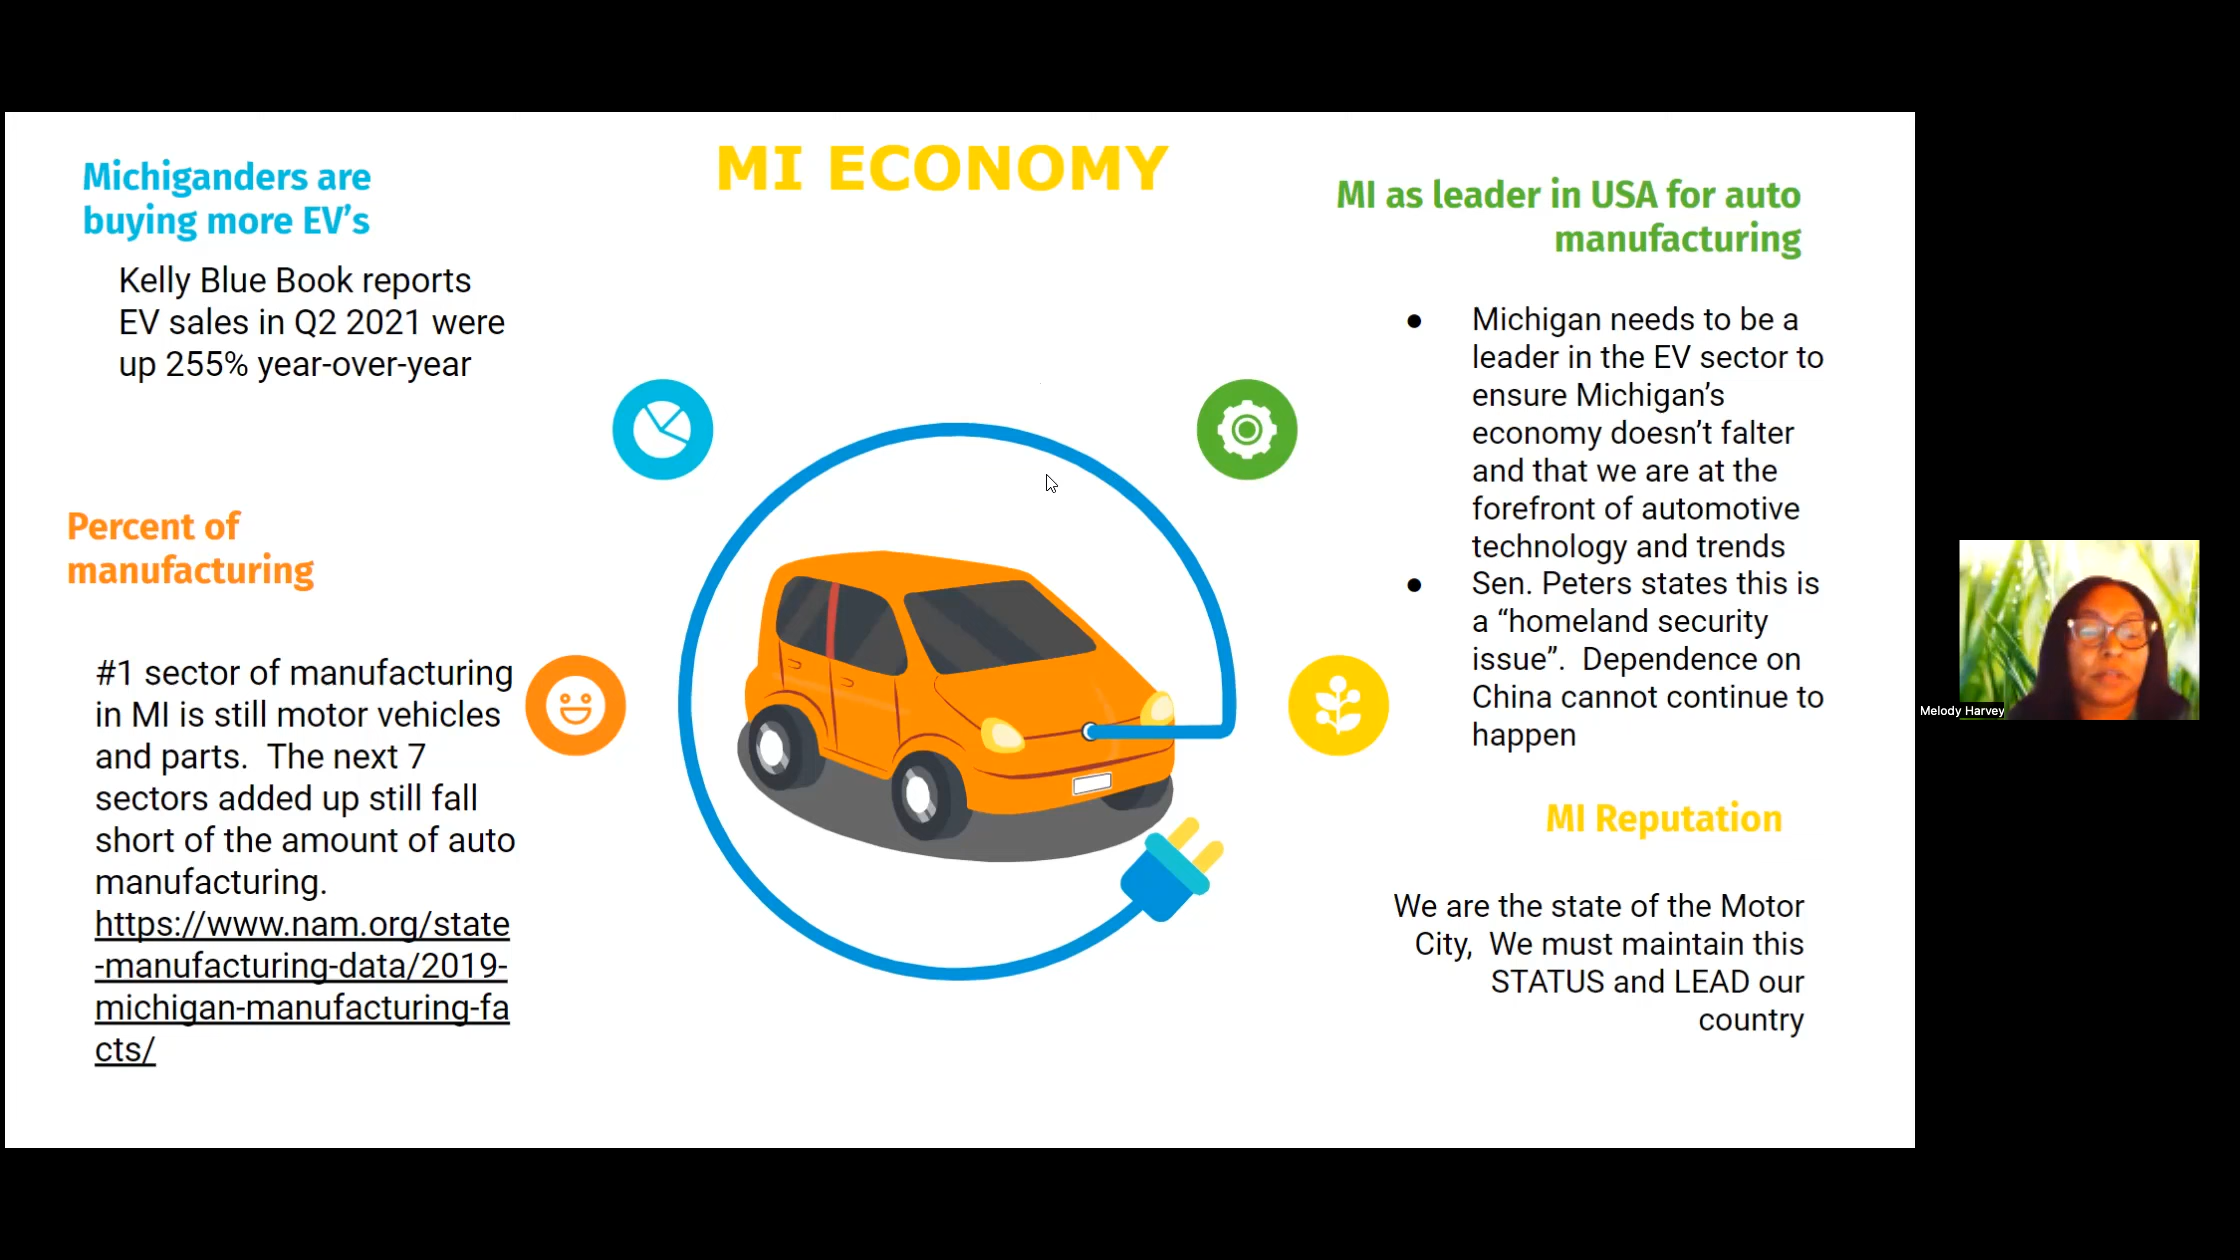 MI ECONOMY
Michiganders are
buying more EV’s
Kelly Blue Book reports
EV sales in Q2 2021 were
up 255% year-over-year
Percent of
manufacturing
#1 sector of manufacturing
in MI is still motor vehicles
and parts.  The next 7
sectors added up still fall
short of the amount of auto
manufacturing.
https://www.nam.org/state
-manufacturing-data/2019-
michigan-manufacturing-fa
cts/
MI as leader in USA for auto
manufacturing
● Michigan needs to be a
leader in the EV sector to
ensure Michigan’s
economy doesn’t falter
and that we are at the
forefront of automotive
technology and trends
● Sen. Peters states this is
a “homeland security
issue”.  Dependence on
China cannot continue to
happen
MI Reputation
We are the state of the Motor
City,  We must maintain this
STATUS and LEAD our
country
Melody Harvey